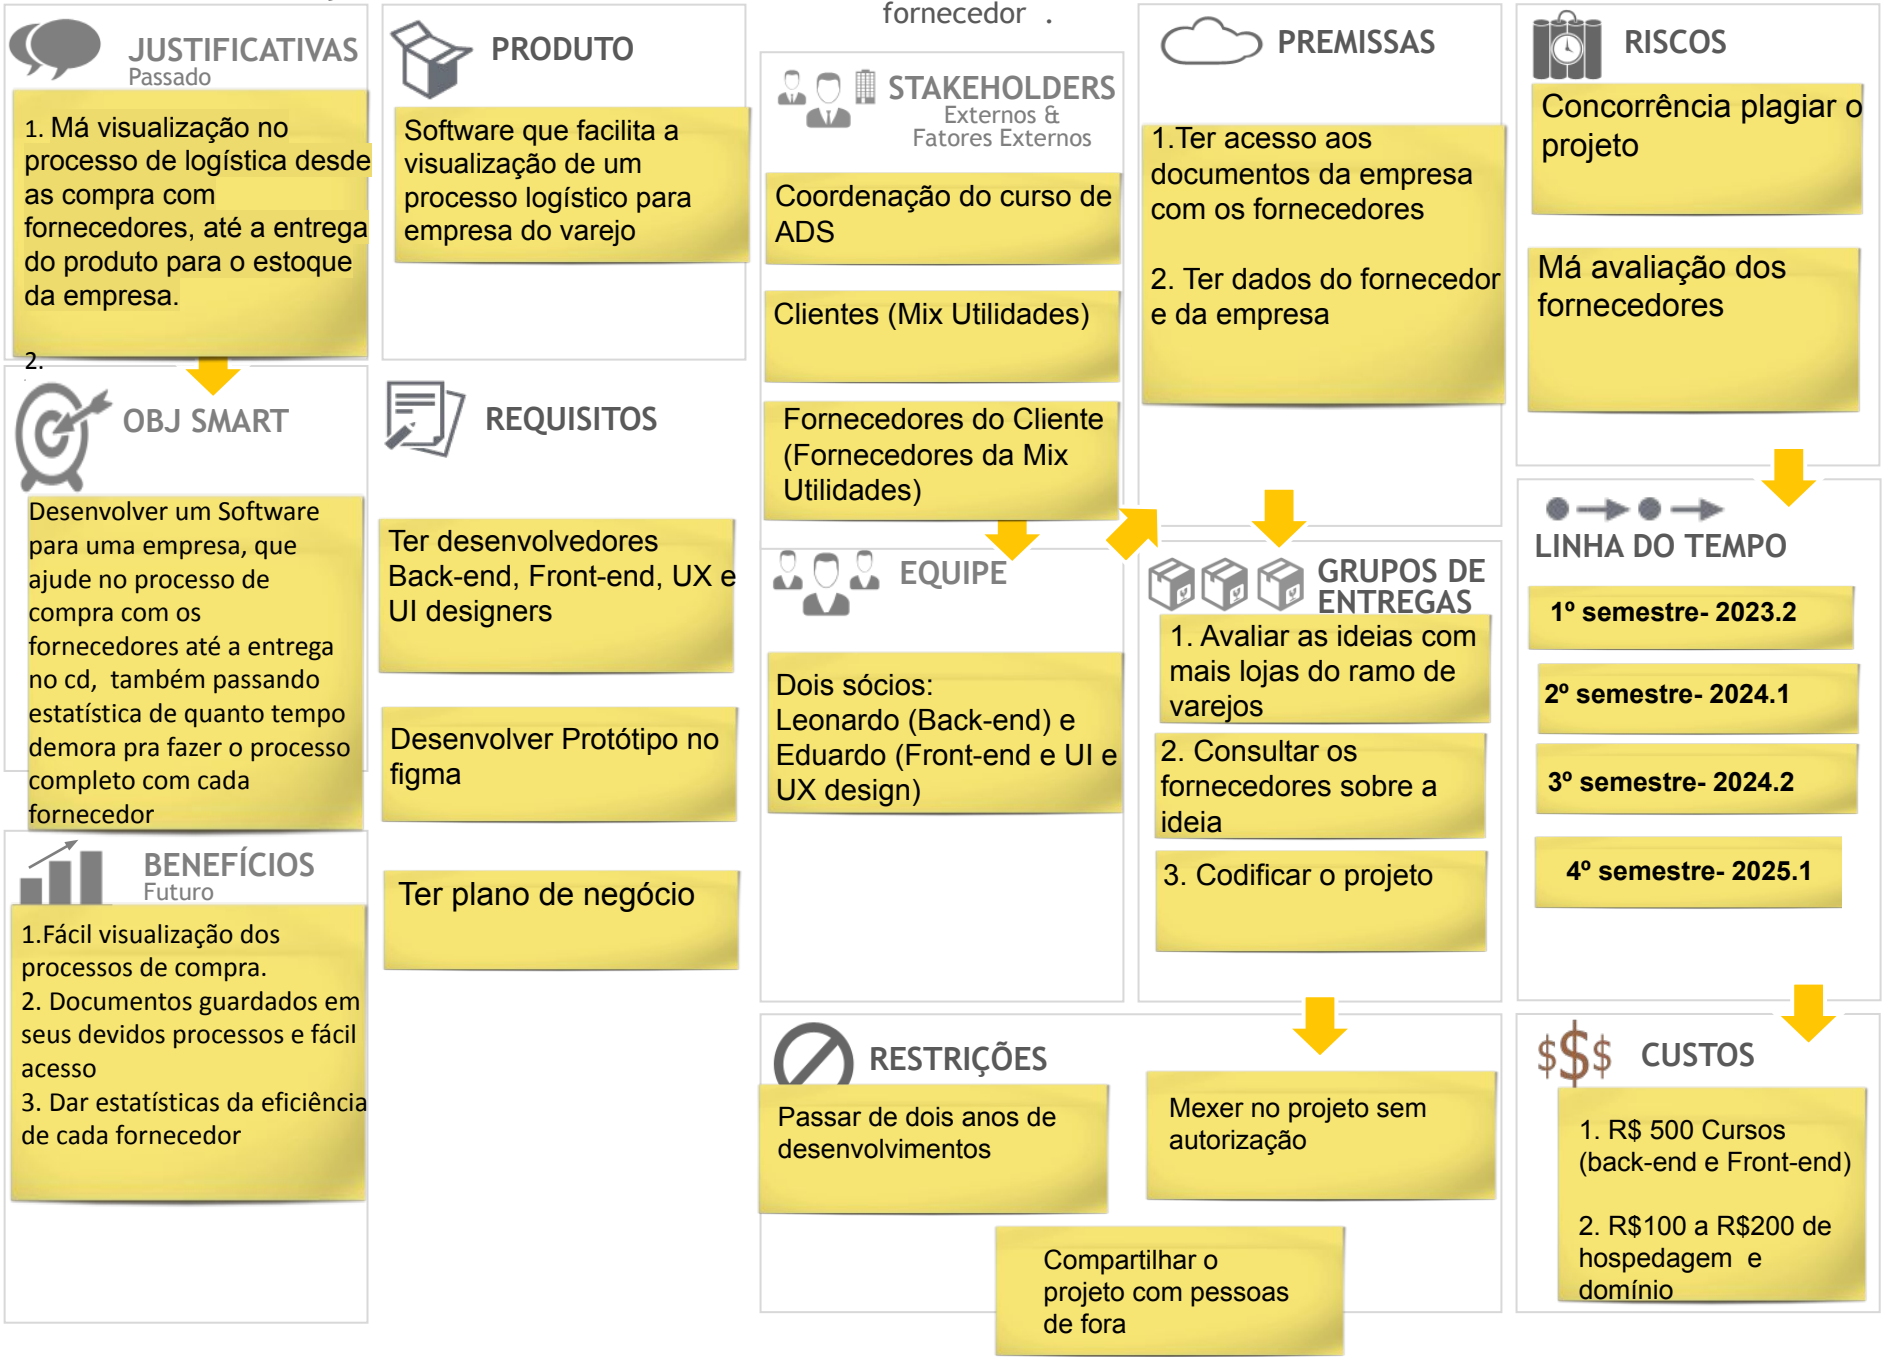 fornecedor .
JUSTIFICATIVAS
Passado
1. Má visualização no
processo de logística desde
as compra com
fornecedores, até a entrega
do produto para o estoque
da empresa.
2.
OBJ SMART
Desenvolver um Software
para uma empresa, que
ajude no processo de
compra com os
fornecedores até a entrega
no cd, também passando
estatística de quanto tempo
demora pra fazer o processo
completo com cada
fornecedor
BENEFÍCIOS
Futuro
1.Fácil visualização dos
processos de compra.
2. Documentos guardados em
seus devidos processos e fácil
acesso
3. Dar estatísticas da eficiência
de cada fornecedor
PRODUTO
Software que facilita a
visualização de um
processo logístico para
empresa do varejo
REQUISITOS
Ter desenvolvedores
Back-end, Front-end, UX e
UI designers
Desenvolver Protótipo no
figma
Ter plano de negócio
STAKEHOLDERS
Externos &
Fatores Externos
Coordenação do curso de
ADS
Clientes (Mix Utilidades)
Fornecedores do Cliente
(Fornecedores da Mix
Utilidades)
EQUIPE
Dois sócios:
Leonardo (Back-end) e
Eduardo (Front-end e UI e
UX design)
PREMISSAS
1.Ter acesso aos
documentos da empresa
com os fornecedores
2. Ter dados do fornecedor
e da empresa
GRUPOS DE
ENTREGAS
1. Avaliar as ideias com
mais lojas do ramo de
varejos
2. Consultar os
fornecedores sobre a
ideia
3. Codificar o projeto
RESTRIÇÕES
Passar de dois anos de
desenvolvimentos
Mexer no projeto sem
autorização
Compartilhar o
projeto com pessoas
de fora
RISCOS
Concorrência plagiar o
projeto
Má avaliação dos
fornecedores
LINHA DO TEMPO
1º semestre- 2023.2
2º semestre- 2024.1
3º semestre- 2024.2
4º semestre- 2025.1
$$$ CUSTOS
1. R$ 500 Cursos
(back-end e Front-end)
2. R$100 a R$200 de
hospedagem e
domínio